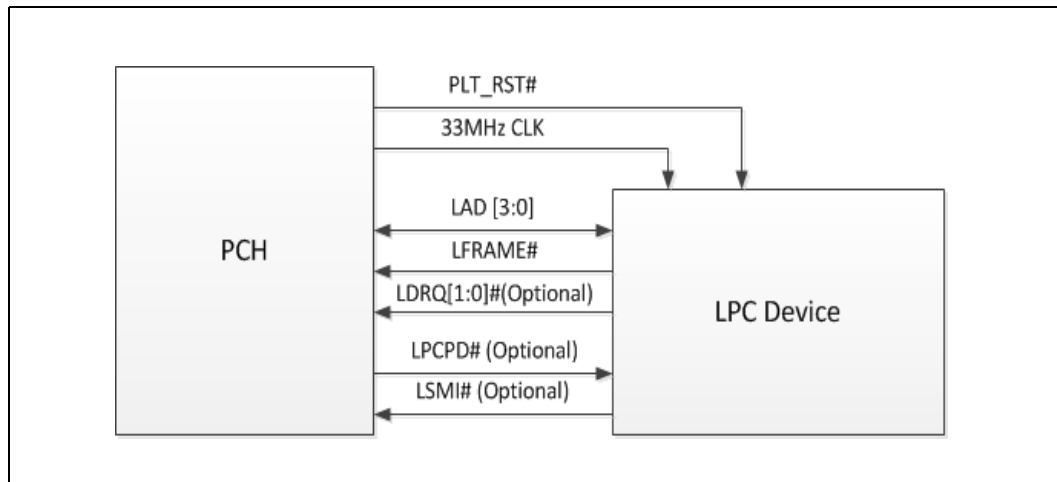 PLT_RST#
33MHz CLK
LAD [3:0]
PCH
LFRAME#
LDRQ[1:0]#(Optional)
LPC Device
LPCPD# (Optional)
LSMI# (Optional)